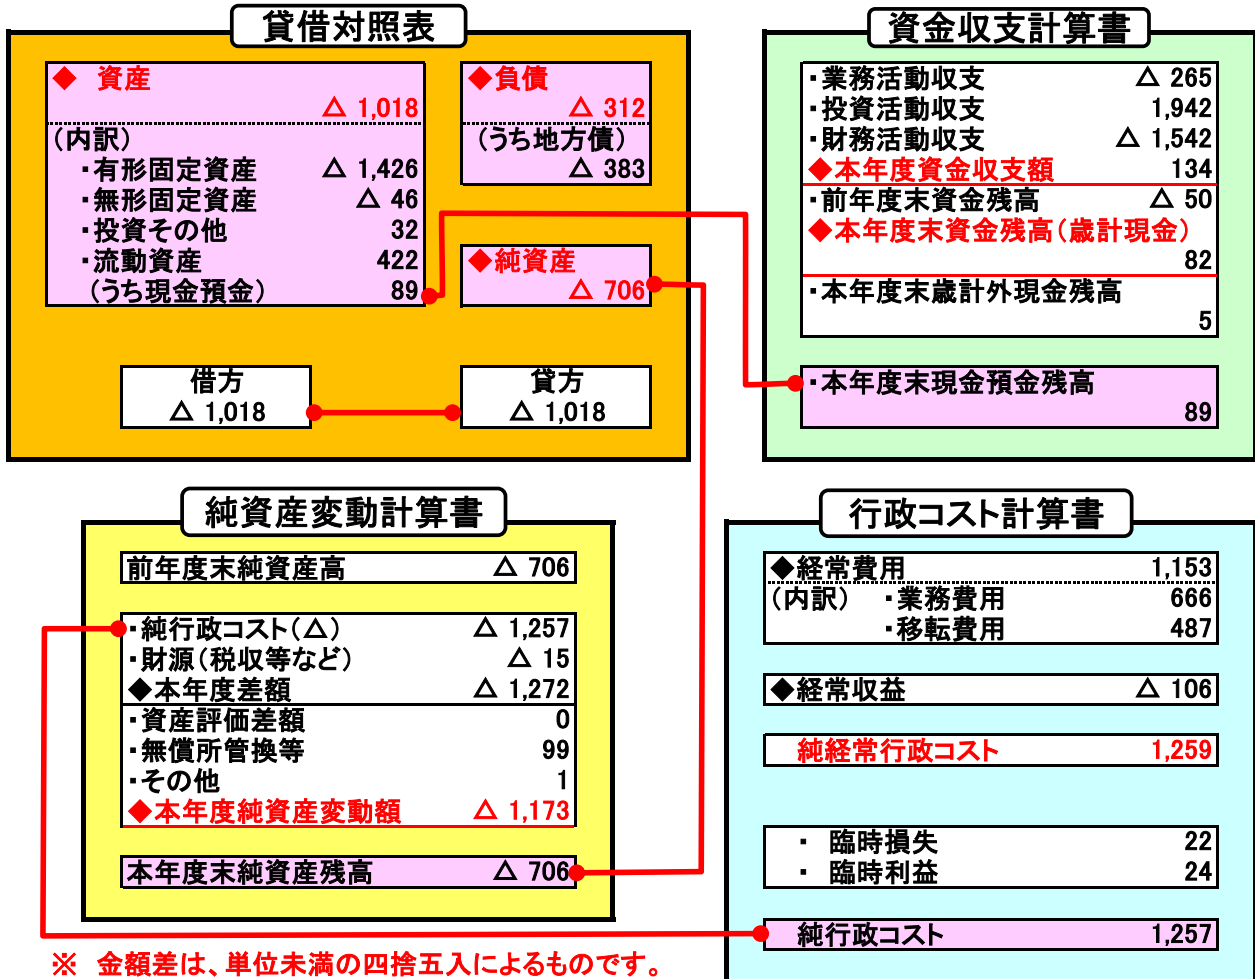 貸借対照表
◆ 資産
△ 1,018
(内訳)
・有形固定資産 △ 1,426
・無形固定資産 △ 46
・投資その他 32
・流動資産 422
(うち現金預金) 89
◆負債
△ 312
(うち地方債)
△ 383
◆純資産
△ 706
借方
△ 1,018
貸方
△ 1,018
資金収支計算書
・業務活動収支 △ 265
・投資活動収支 1,942
・財務活動収支 △ 1,542
◆本年度資金収支額 134
・前年度末資金残高 △ 50
◆本年度末資金残高(歳計現金)
82
・本年度末歳計外現金残高
5
・本年度末現金預金残高
89
純資産変動計算書
前年度末純資産高 △ 706
・純行政コスト(△) △ 1,257
・財源(税収等など) △ 15
◆本年度差額 △ 1,272
・資産評価差額 0
・無償所管換等 99
・その他 1
◆本年度純資産変動額 △ 1,173
本年度末純資産残高 △ 706
※ 金額差は、単位未満の四捨五入によるものです。
行政コスト計算書
◆経常費用 1,153
(内訳) ・業務費用 666
・移転費用 487
◆経常収益 △ 106
純経常行政コスト 1,259
・ 臨時損失 22
・ 臨時利益 24
純行政コスト 1,257